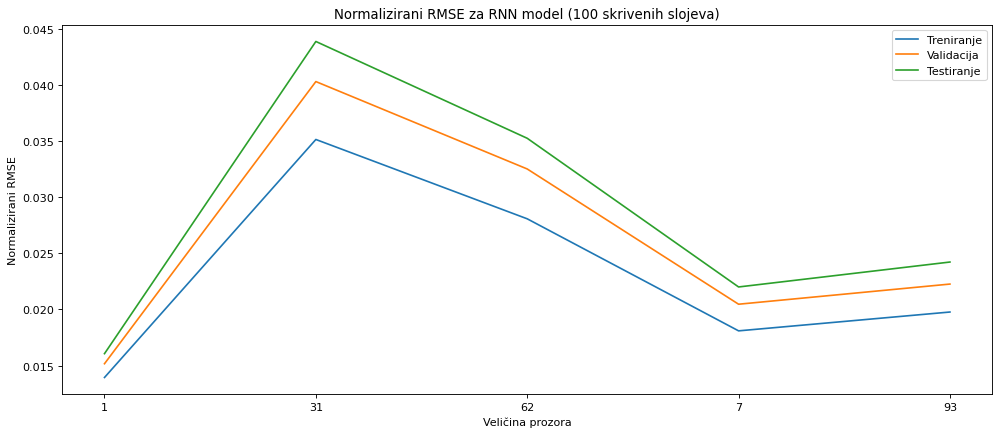 Normalizirani RMSE za RNN model (100 skrivenih slojeva)
Treniranje
Validacija
Testiranje
Normalizirani RMSE
0.045
0.040
0.035
0.030
0.025
0.020
0.015
1 31 62 7 93
Veličina prozora